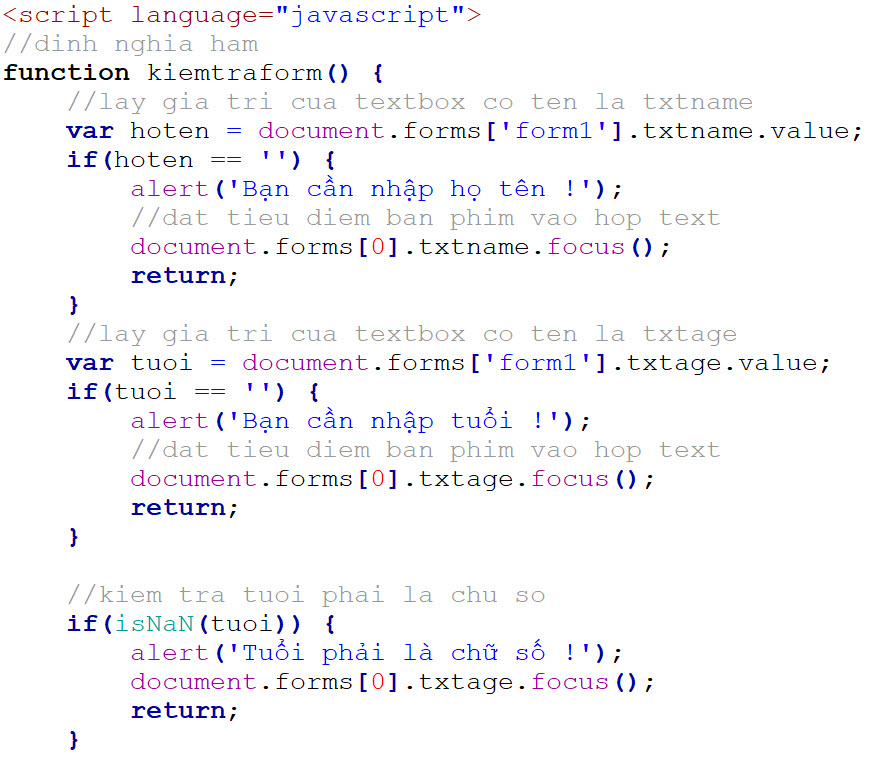 <script language="javascript">
//dinh nghia ham
function kiemtraform() {
    //lay gia tri cua textbox co ten la txtname
    var hoten = document.forms['form1'].txtname.value;
    if(hoten == '') {
        alert('Bạn cần nhập họ tên !');
        //dat tieu diem ban phim vao hop text
        document.forms[0].txtname.focus();
        return;
    }
    //lay gia tri cua textbox co ten la txtage
    var tuoi = document.forms['form1'].txtage.value;
    if(tuoi == '') {
        alert('Bạn cần nhập tuổi !');
        //dat tieu diem ban phim vao hop text
        document.forms[0].txtage.focus();
        return;
    }

    //kiem tra tuoi phai la chu so
    if(isNaN(tuoi)) {
        alert('Tuổi phải là chữ số !');
        document.forms[0].txtage.focus();
        return;
    }